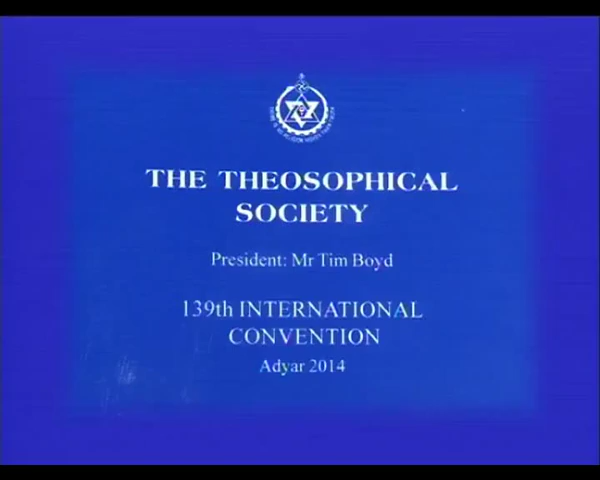 THE THEOSOPHICAL
SOCIETY
President: Mr Tim Boyd
139th INTERNATIONAL
CONVENTION
Adyar 2014